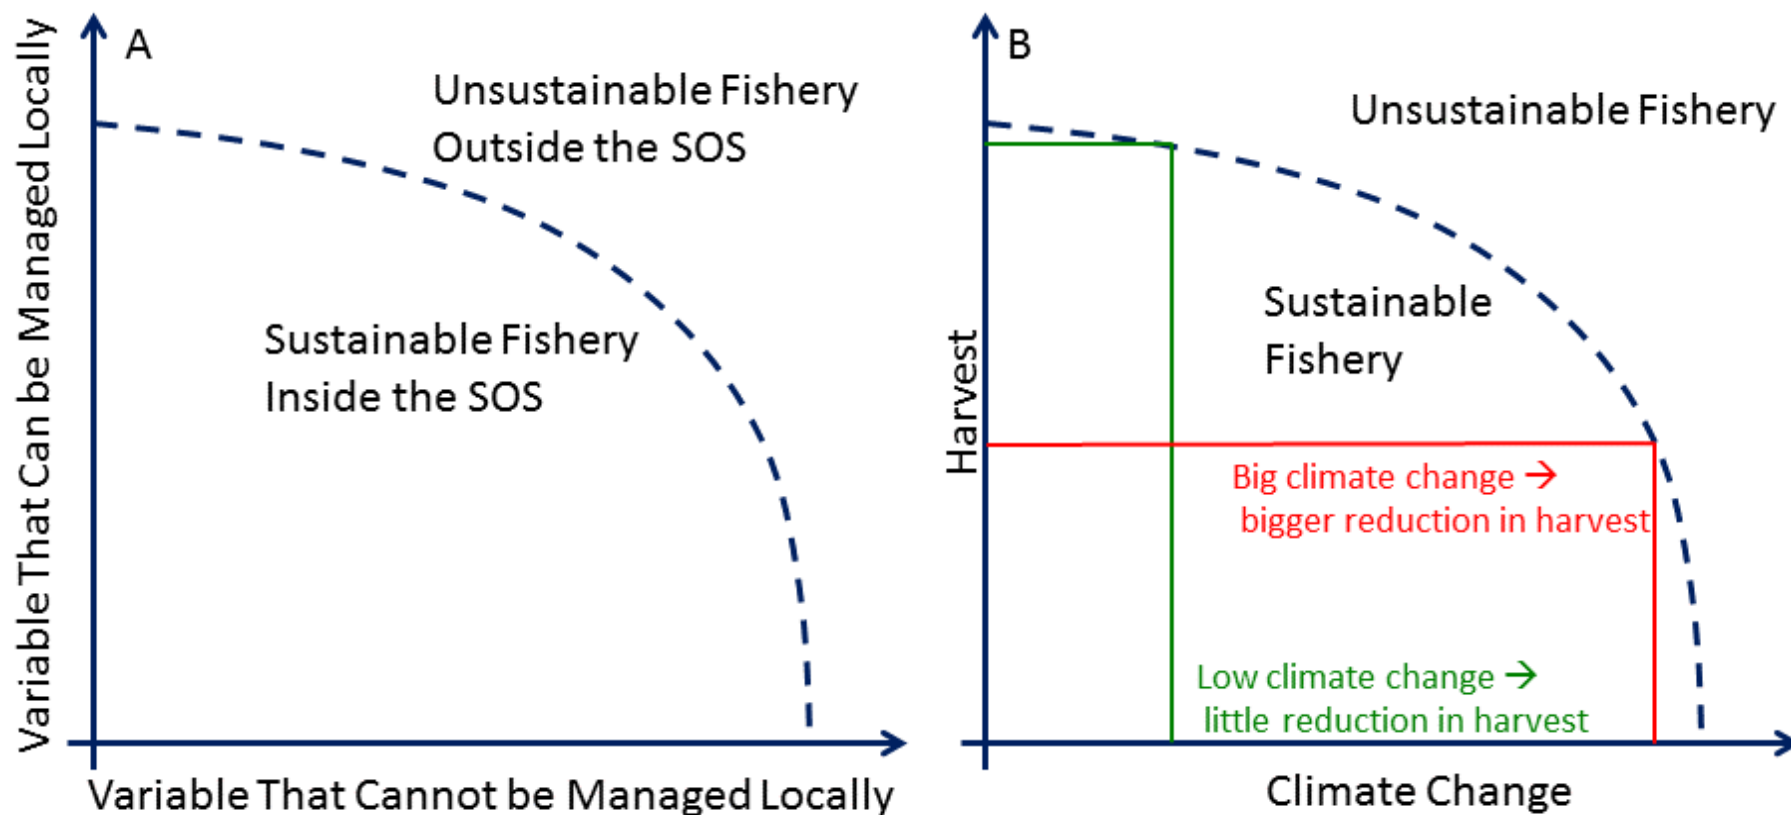 Variable That Can be Managed Locally
A
Unsustainable Fishery
Outside the SOS
Sustainable Fishery
Inside the SOS
Variable That Cannot be Managed Locally
B
Unsustainable Fishery
Harvest
Sustainable
Fishery
Big climate change →
bigger reduction in harvest
Low climate change →
little reduction in harvest
Climate Change